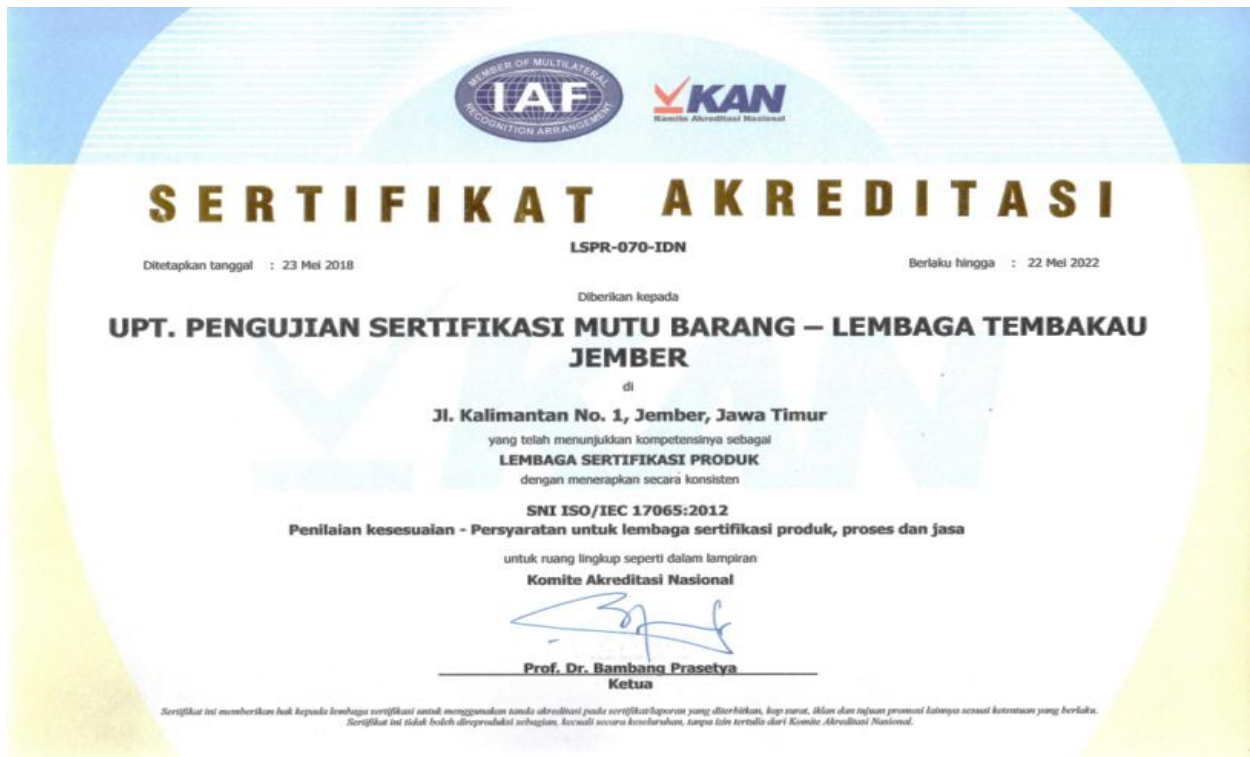 MEMBER OF MULTILATERAL
IAF
RECOGNITION ARRANGEMENT
KAN
Komite Akreditasi Nasional
SERTIFIKAT AKREDITASI
LSPR-070-IDN
Ditetapkan tanggal : 23 Mei 2018
Berlaku hingga : 22 Mei 2022
Diberikan kepada
UPT. PENGUJIAN SERTIFIKASI MUTU BARANG – LEMBAGA TEMBAKAU
JEMBER
di
Jl. Kalimantan No. 1, Jember, Jawa Timur
yang telah menunjukkan kompetensinya sebagai
LEMBAGA SERTIFIKASI PRODUK
dengan menerapkan secara konsisten
SNI ISO/IEC 17065:2012
Penilaian kesesuaian - Persyaratan untuk lembaga sertifikasi produk, proses dan jasa
untuk ruang lingkup seperti dalam lampiran
Komite Akreditasi Nasional
Prof. Dr. Bambang Prasetya
Ketua
Sertifikat ini memberikan hak kepada lembaga sertifikasi untuk menggunakan tanda akreditasi pada sertifikat/laporan yang diterbitkan, kop surat, iklan dan tujuan promosi lainnya sesuai ketentuan yang berlaku.
Sertifikat ini tidak boleh direproduksi sebagian, kecuali secara keseluruhan, tanpa izin tertulis dari Komite Akreditasi Nasional.